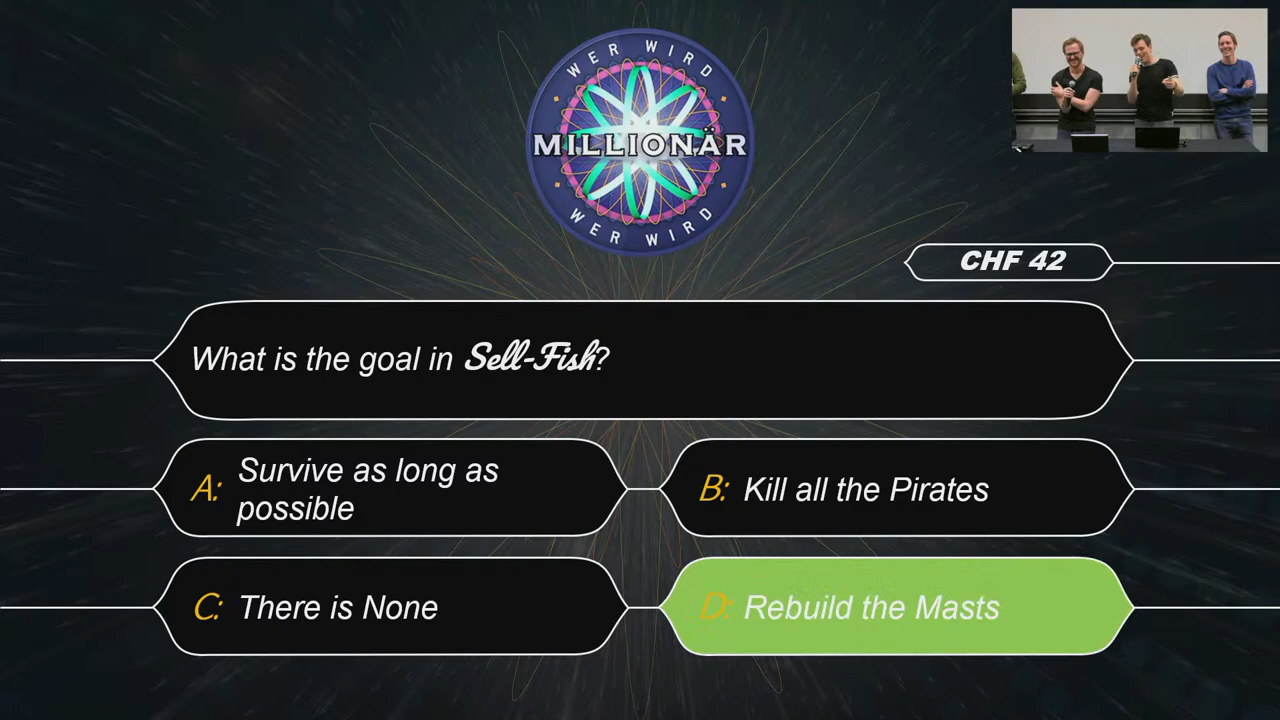 WER WIRD
MILLIONÄR
WER WIRD
CHF 42
What is the goal in Sell-Fish?
A: Survive as long as
possible
B: Kill all the Pirates
C: There is None
D: Rebuild the Masts